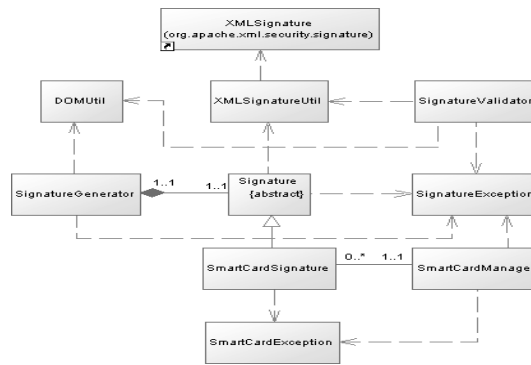 XMLSignature
(org.apache.xml.security.signature)
DOMUtil
XMLSignatureUtil
SignatureValidator
SignatureGenerator
1..1
1..1
Signature
{abstract}
SignatureException
SmartCardSignature
0..*
1..1
SmartCardManage
SmartCardException